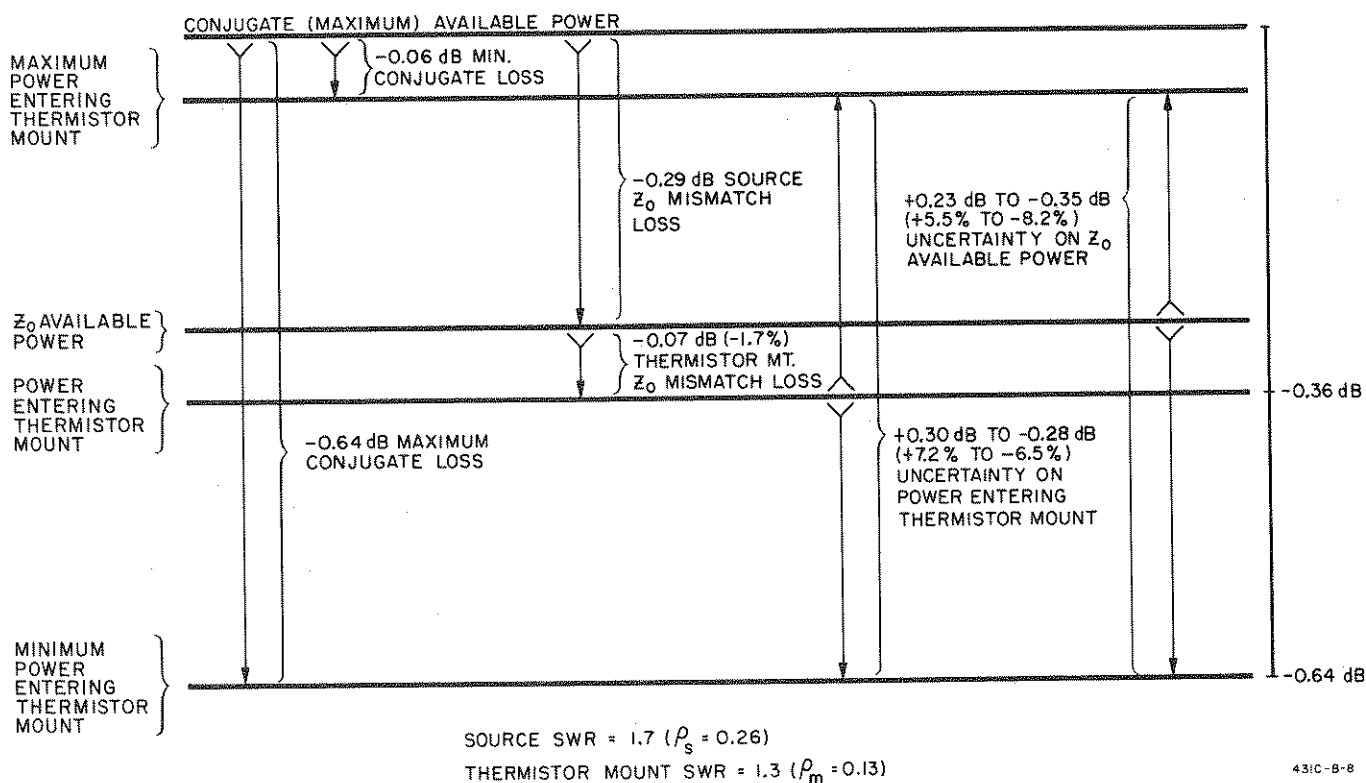 CONJUGATE (MAXIMUM) AVAILABLE POWER
MAXIMUM
POWER
ENTERING
THERMISTOR
MOUNT
-0.06 dB MIN.
CONJUGATE LOSS
-0.29 dB SOURCE
Z₀ MISMATCH
LOSS
+0.23 dB TO -0.35 dB
(+5.5% TO -8.2%)
UNCERTAINTY ON Z₀
AVAILABLE POWER
Z₀ AVAILABLE
POWER
-0.07 dB (-1.7%)
THERMISTOR MT.
Z₀ MISMATCH LOSS
POWER
ENTERING
THERMISTOR
MOUNT
-0.36 dB
-0.64 dB MAXIMUM
CONJUGATE LOSS
+0.30 dB TO -0.28 dB
(+7.2% TO -6.5%)
UNCERTAINTY ON
POWER ENTERING
THERMISTOR MOUNT
MINIMUM
POWER
ENTERING
THERMISTOR
MOUNT
-0.64 dB
SOURCE SWR = 1.7 (ρs = 0.26)
THERMISTOR MOUNT SWR = 1.3 (ρm = 0.13)
431C-B-8